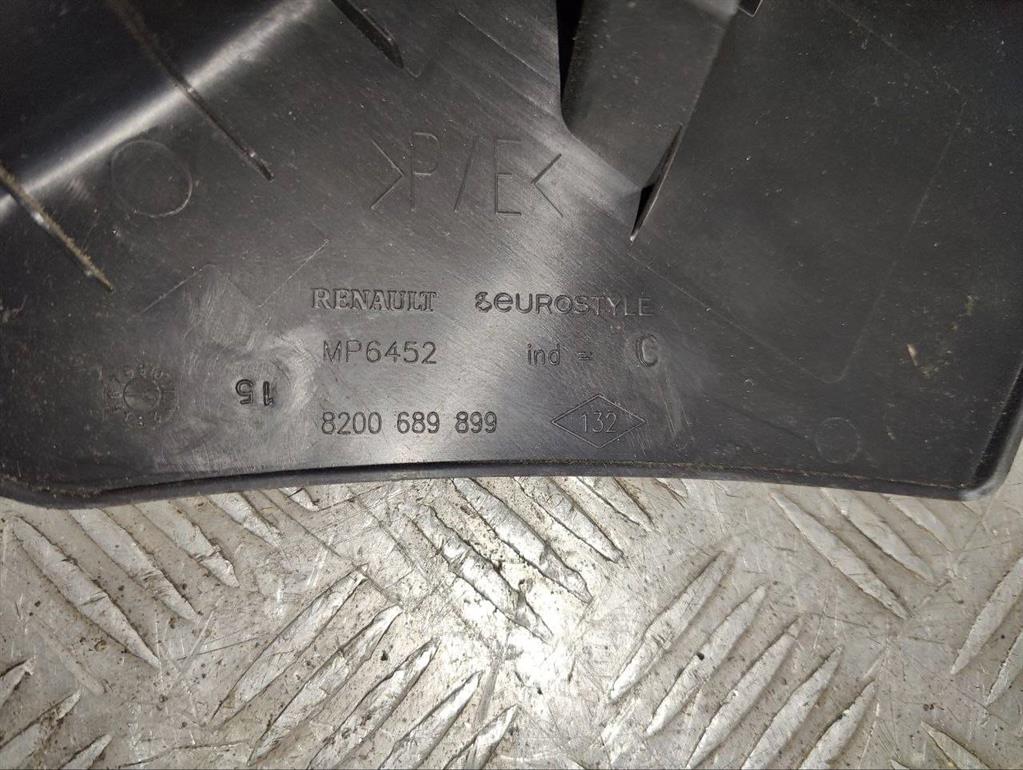 >P/E<
RENAULT eurostyle
MP6452 ind = C
15
8200 689 899 132